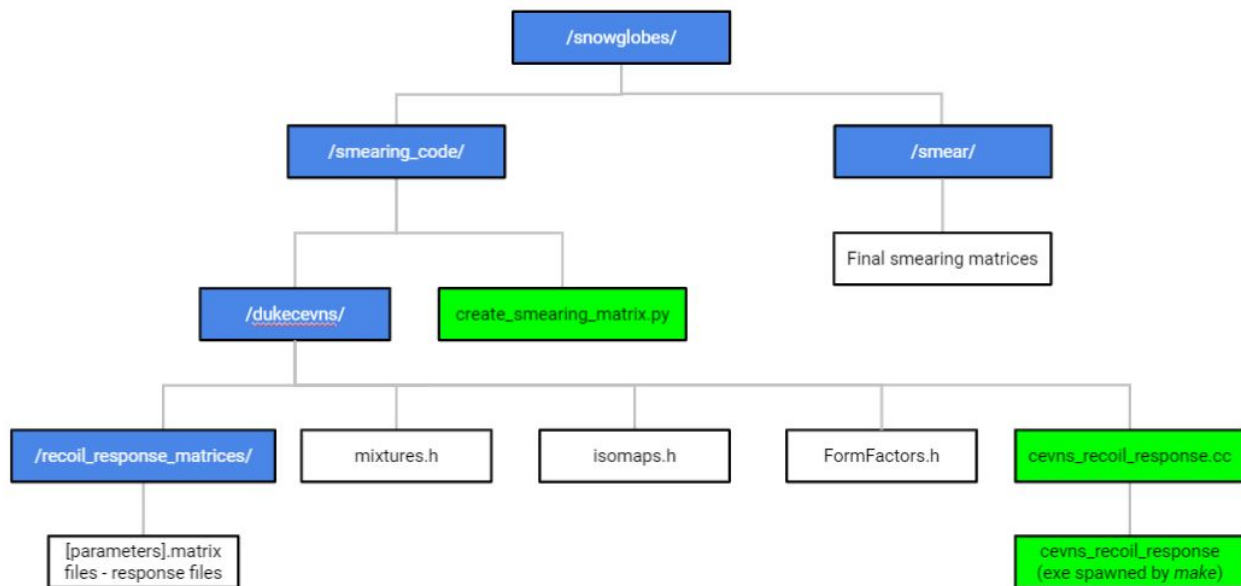 /snowglobes/
/smearing_code/
/smear/
Final smearing matrices
/dukecevns/
create_smearing_matrix.py
/recoil_response_matrices/
mixtures.h
isomaps.h
FormFactors.h
cevns_recoil_response.cc
[parameters].matrix
files - response files
cevns_recoil_response
(exe spawned by make)